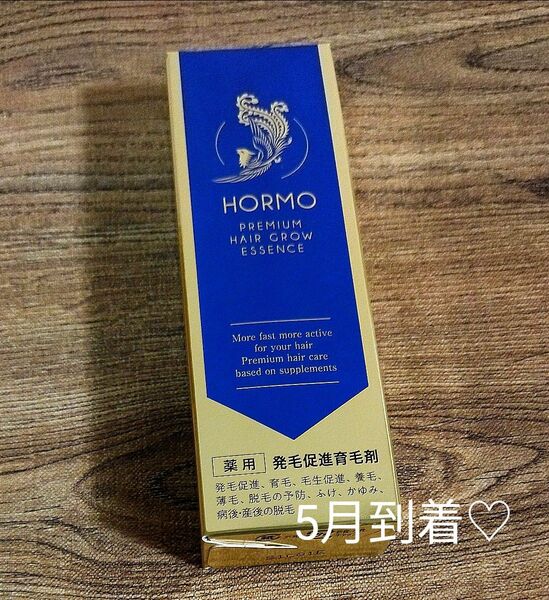 HORMO
PREMIUM
HAIR GROW
ESSENCE
More fast more active
for your hair
Premium hair care
based on supplements
薬用 発毛促進育毛剤
発毛促進、育毛、毛生促進、養毛、
薄毛、脱毛の予防、ふけ、かゆみ、
病後・産後の脱毛
5月到着♡